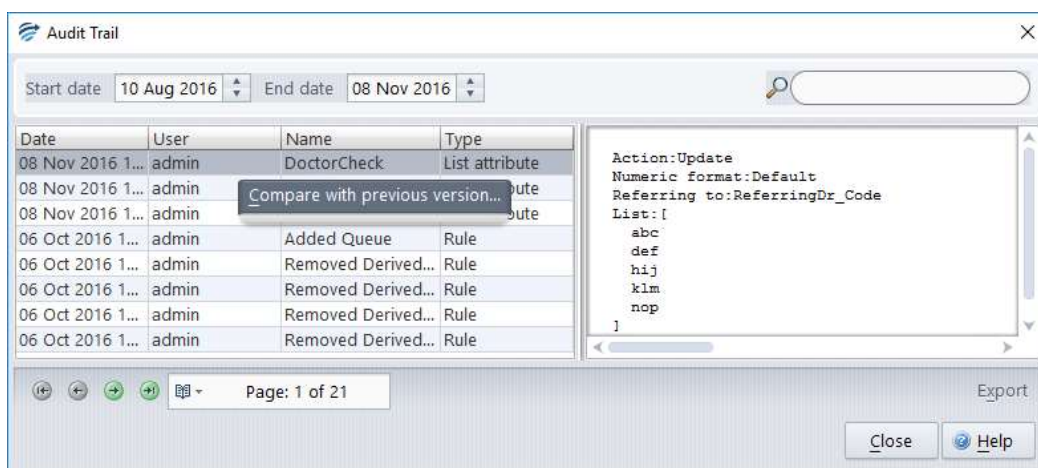 Audit Trail
Start date 10 Aug 2016 End date 08 Nov 2016
Date User Name Type
08 Nov 2016 1... admin DoctorCheck List attribute
08 Nov 2016 1... admin
08 Nov 2016 1... admin
Compare with previous version...
06 Oct 2016 1... admin Added Queue Rule
06 Oct 2016 1... admin Removed Derived... Rule
06 Oct 2016 1... admin Removed Derived... Rule
06 Oct 2016 1... admin Removed Derived... Rule
06 Oct 2016 1... admin Removed Derived... Rule
Action:Update
Numeric format:Default
Referring to:ReferringDr_Code
List:[
abc
def
hij
klm
nop
]
Page: 1 of 21
Export
Close Help